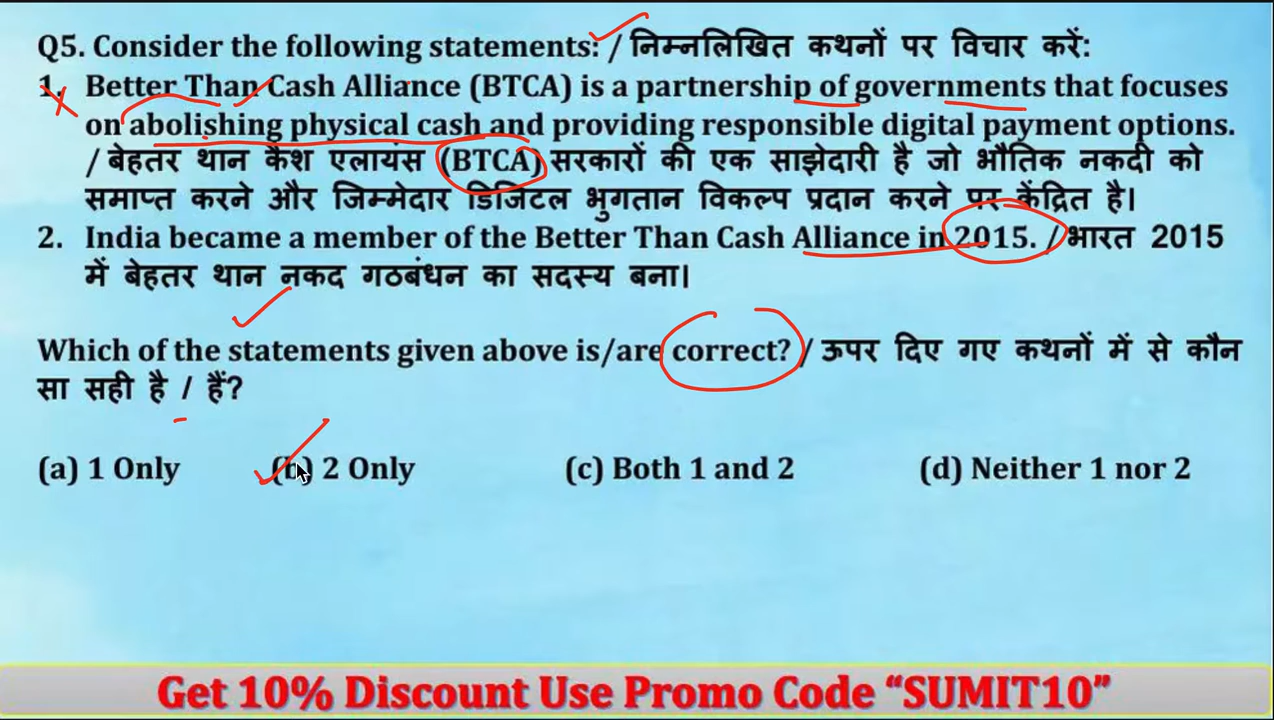 Q5. Consider the following statements: / निम्नलिखित कथनों पर विचार करें:
1. Better Than Cash Alliance (BTCA) is a partnership of governments that focuses
on abolishing physical cash and providing responsible digital payment options.
/ बेहतर थान कैश एलायंस (BTCA) सरकारों की एक साझेदारी है जो भौतिक नकदी को
समाप्त करने और जिम्मेदार डिजिटल भुगतान विकल्प प्रदान करने पर केंद्रित है।
2. India became a member of the Better Than Cash Alliance in 2015. / भारत 2015
में बेहतर थान नकद गठबंधन का सदस्य बना।
Which of the statements given above is/are correct? / ऊपर दिए गए कथनों में से कौन
सा सही है / हैं?
(a) 1 Only (b) 2 Only (c) Both 1 and 2 (d) Neither 1 nor 2
Get 10% Discount Use Promo Code “SUMIT10”